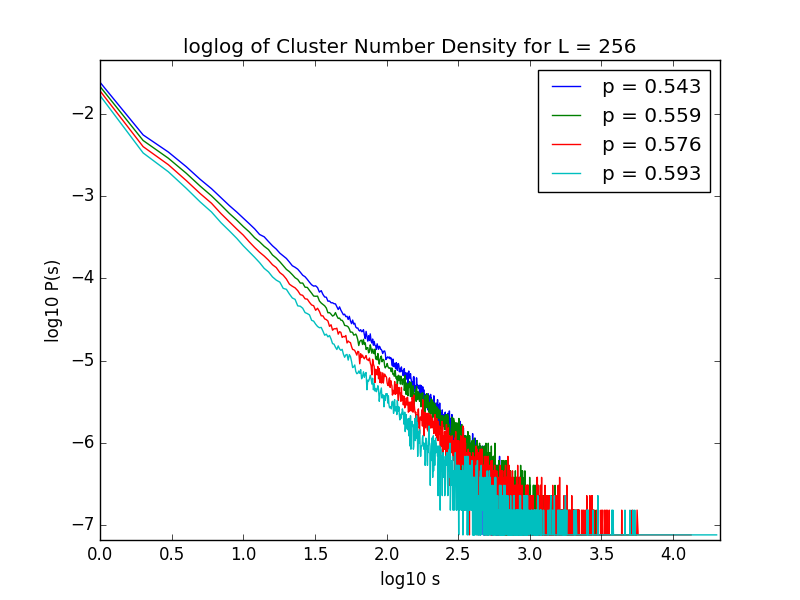 loglog of Cluster Number Density for L = 256
p = 0.543
p = 0.559
p = 0.576
p = 0.593
log10 P(s)
−2
−3
−4
−5
−6
−7
0.0 0.5 1.0 1.5 2.0 2.5 3.0 3.5 4.0
log10 s